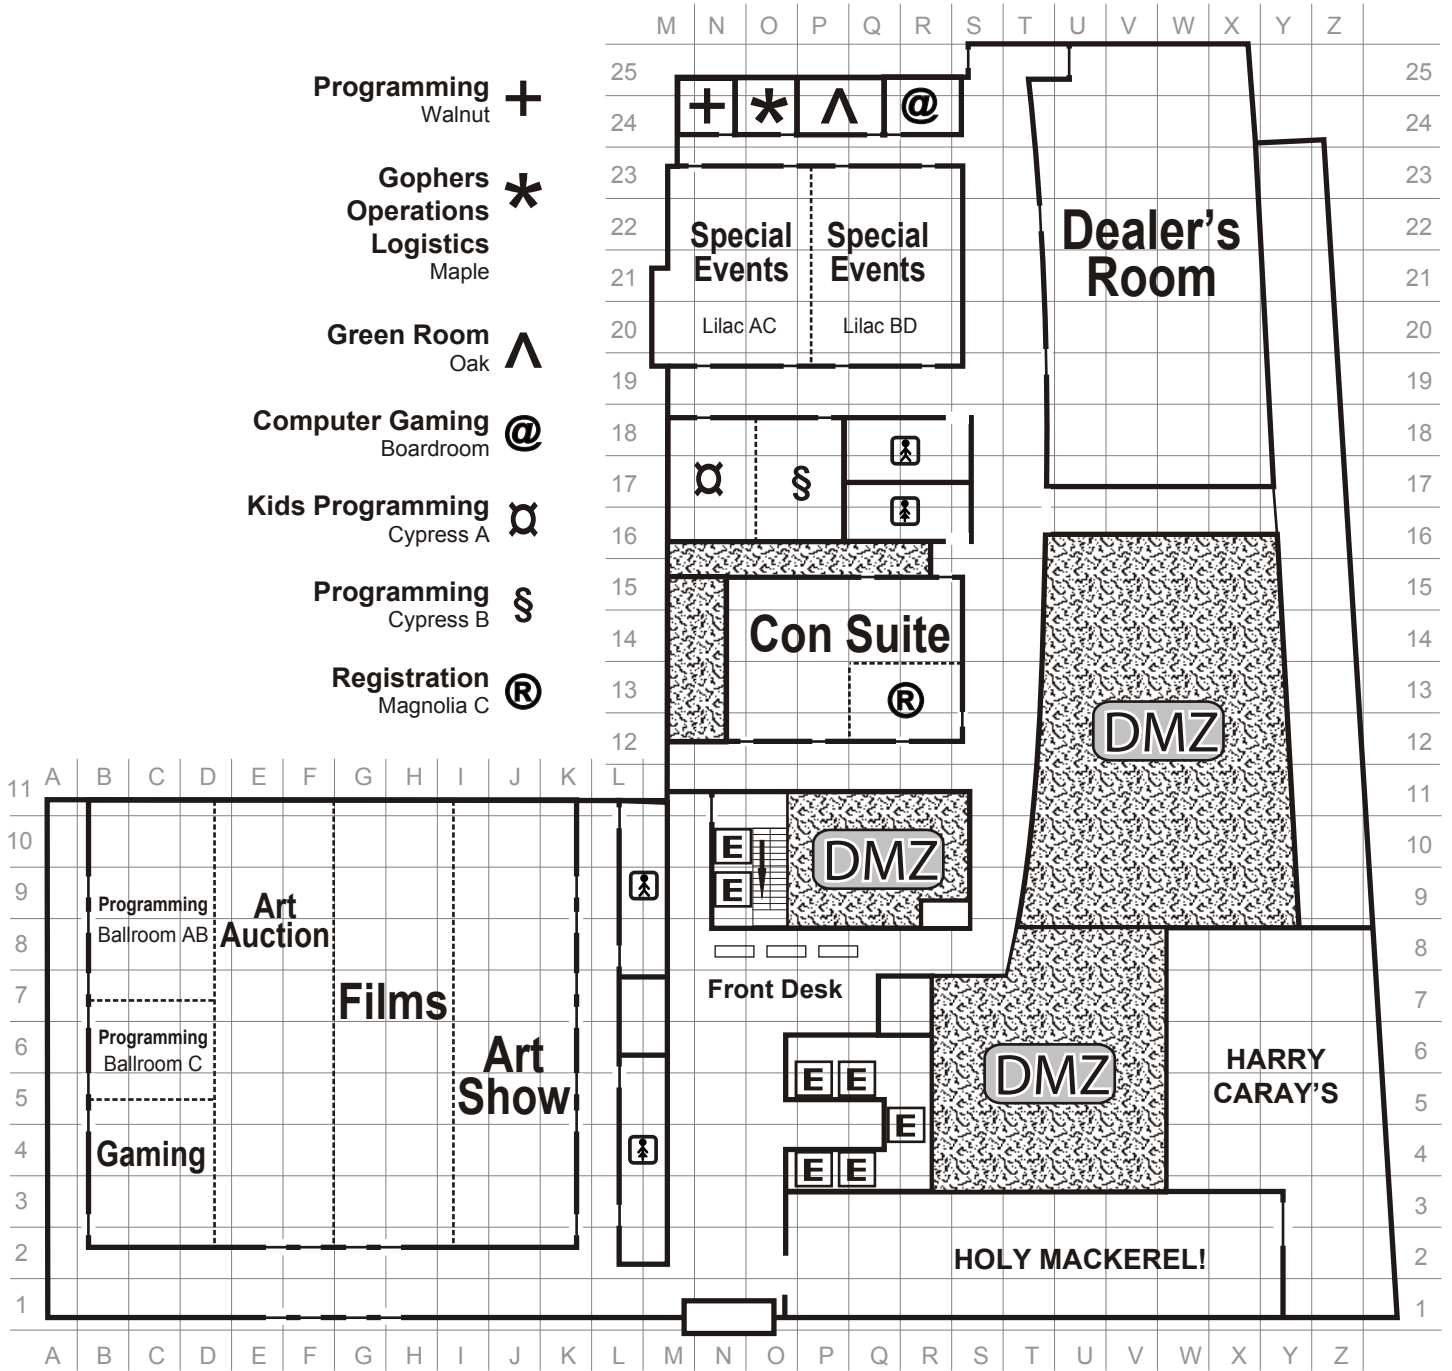 M N O P Q R S T U V W X Y Z
25 25
Programming
Walnut +
+ * Λ @
24 24
Gophers
Operations
Logistics
Maple *
23 23
22 22
Special Events
Special Events
Dealer's
Room
21 21
Lilac AC
Lilac BD
20 20
Green Room
Oak Λ
19 19
Computer Gaming
Boardroom @
18 18
¤ §
17 17
Kids Programming
Cypress A ¤
16 16
15 15
Programming
Cypress B §
Con Suite
14 14
Registration
Magnolia C ®
13 13
®
DMZ
12 12
A B C D E F G H I J K L
11 11
10 10
E
E
DMZ
9 9
Programming
Ballroom AB
Art
Auction
8 8
Front Desk
7 7
Films
Programming
Ballroom C
6 6
Art
Show
E E
DMZ
HARRY
CARAY'S
5 5
E
Gaming
4 4
E E
3 3
2 2
HOLY MACKEREL!
1 1
A B C D E F G H I J K L M N O P Q R S T U V W X Y Z